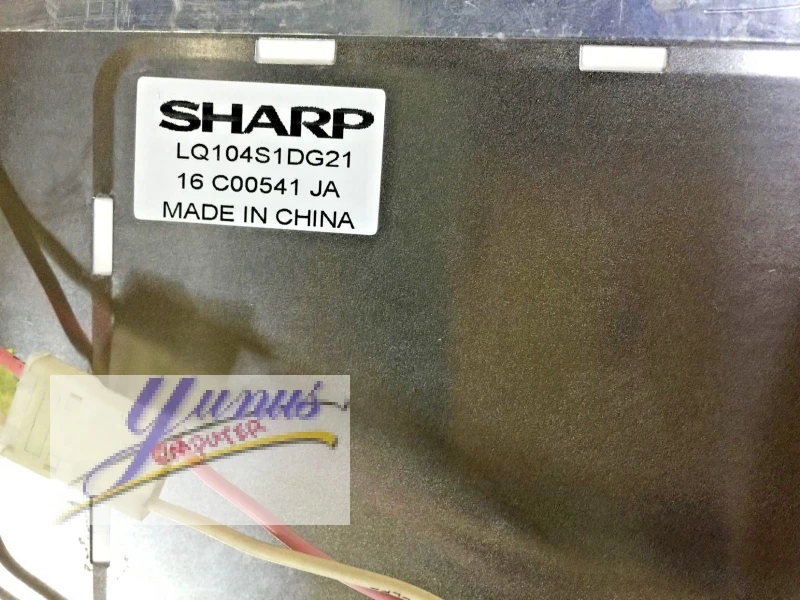 SHARP
LQ104S1DG21
16 C00541 JA
MADE IN CHINA
Yunus
COMPUTER